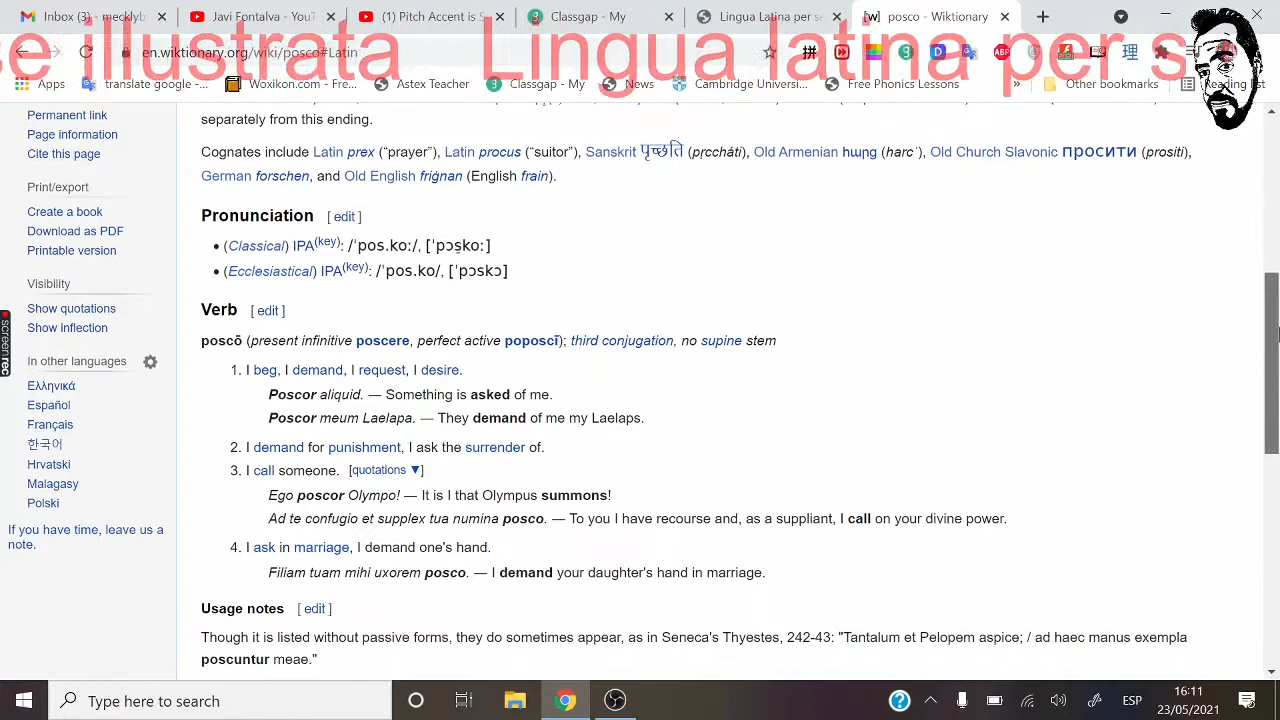 Inbox (3) - mecklyb
Javi Fontalva - YouT
(1) Pitch Accent is S
Classgap - My
Lingua Latina per se
posco - Wiktionary
en.wiktionary.org/wiki/posco#Latin
se illustrata Lingua latina per s
Apps translate google -... Woxikon.com - Fre... Astex Teacher Classgap - My News Cambridge Universi... Free Phonics Lessons » Other bookmarks Reading list
Permanent link
Page information
Cite this page
Print/export
Create a book
Download as PDF
Printable version
Visibility
Show quotations
Show inflection
In other languages
Ελληνικά
Español
Français
한국어
Hrvatski
Malagasy
Polski
If you have time, leave us a
note.
screenrec
separately from this ending.
Cognates include Latin prex (“prayer”), Latin procus (“suitor”), Sanskrit पृच्छति (pṛccháti), Old Armenian հարց (harcʿ), Old Church Slavonic просити (prositi),
German forschen, and Old English friġnan (English frain).
Pronunciation [ edit ]
• (Classical) IPA(key): /ˈpos.koː/, [ˈpɔs̠koː]
• (Ecclesiastical) IPA(key): /ˈpos.ko/, [ˈpɔskɔ]
Verb [ edit ]
poscō (present infinitive poscere, perfect active poposcī); third conjugation, no supine stem
1. I beg, I demand, I request, I desire.
Poscor aliquid. — Something is asked of me.
Poscor meum Laelapa. — They demand of me my Laelaps.
2. I demand for punishment, I ask the surrender of.
3. I call someone. [quotations ▼]
Ego poscor Olympo! — It is I that Olympus summons!
Ad te confugio et supplex tua numina posco. — To you I have recourse and, as a suppliant, I call on your divine power.
4. I ask in marriage, I demand one's hand.
Filiam tuam mihi uxorem posco. — I demand your daughter's hand in marriage.
Usage notes [ edit ]
Though it is listed without passive forms, they do sometimes appear, as in Seneca's Thyestes, 242-43: "Tantalum et Pelopem aspice; / ad haec manus exempla
poscuntur meae."
Type here to search
ESP
16:11
23/05/2021